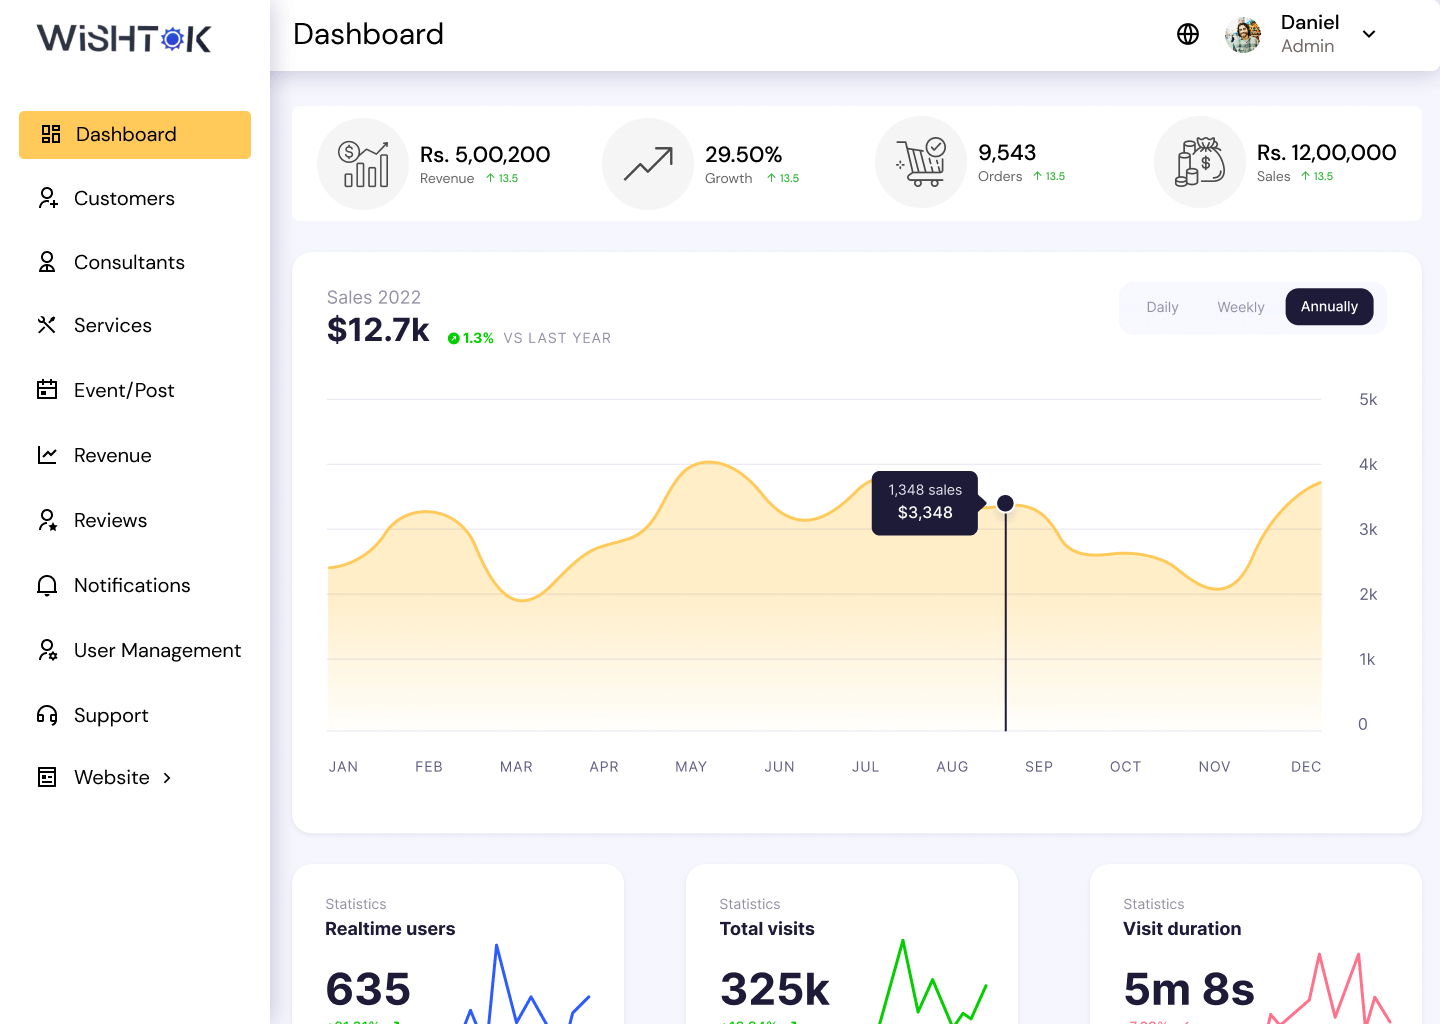 WiSHTOK
Dashboard
Daniel
Admin
Dashboard
Customers
Consultants
Services
Event/Post
Revenue
Reviews
Notifications
User Management
Support
Website
Rs. 5,00,200
Revenue ↑ 13.5
29.50%
Growth ↑ 13.5
9,543
Orders ↑ 13.5
Rs. 12,00,000
Sales ↑ 13.5
Sales 2022
$12.7k 1.3% VS LAST YEAR
Daily Weekly Annually
5k
4k
3k
2k
1k
0
1,348 sales
$3,348
JAN FEB MAR APR MAY JUN JUL AUG SEP OCT NOV DEC
Statistics
Realtime users
635
Statistics
Total visits
325k
Statistics
Visit duration
5m 8s